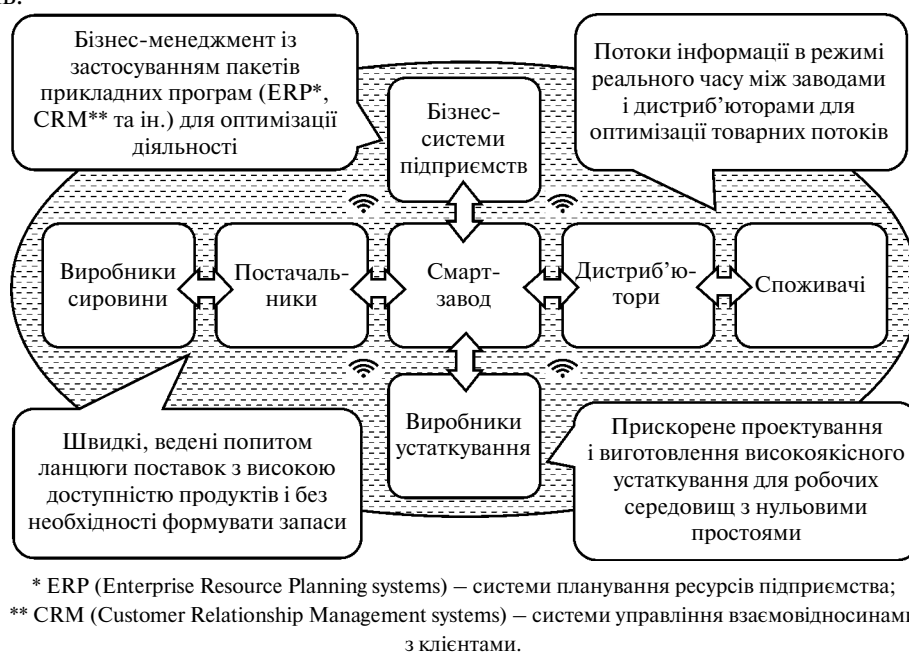 Бізнес-менеджмент із
застосуванням пакетів
прикладних програм (ERP*,
CRM** та ін.) для оптимізації
діяльності
Бізнес-
системи
підприємств
Потоки інформації в режимі
реального часу між заводами
і дистриб’юторами для
оптимізації товарних потоків
Виробники
сировини
Постачаль-
ники
Смарт-
завод
Дистриб’ю-
тори
Споживачі
Швидкі, ведені попитом
ланцюги поставок з високою
доступністю продуктів і без
необхідності формувати запаси
Виробники
устаткування
Прискорене проектування
і виготовлення високоякісного
устаткування для робочих
середовищ з нульовими
простоями
* ERP (Enterprise Resource Planning systems) – системи планування ресурсів підприємства;
** CRM (Customer Relationship Management systems) – системи управління взаємовідносинами
з клієнтами.